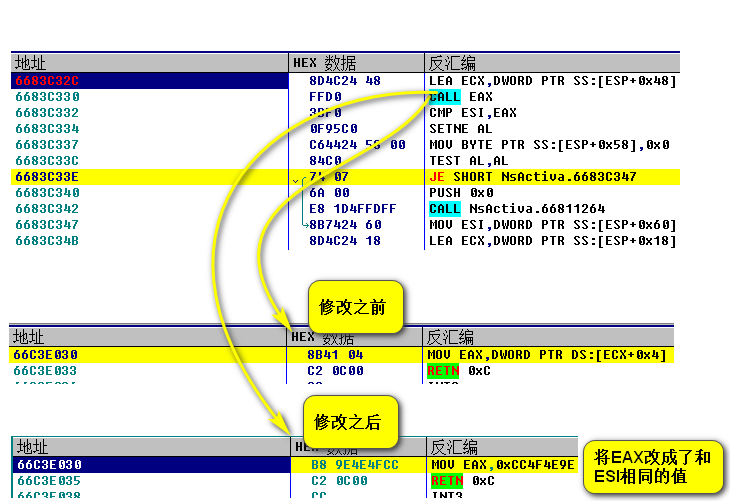 地址 HEX 数据 反汇编
6683C32C 8D4C24 48 LEA ECX,DWORD PTR SS:[ESP+0x48]
6683C330 FFD0 CALL EAX
6683C332 3BF0 CMP ESI,EAX
6683C334 0F95C0 SETNE AL
6683C337 C64424 58 00 MOV BYTE PTR SS:[ESP+0x58],0x0
6683C33C 84C0 TEST AL,AL
6683C33E 74 07 JE SHORT NsActiva.6683C347
6683C340 6A 00 PUSH 0x0
6683C342 E8 1D4FFDFF CALL NsActiva.66811264
6683C347 8B7424 60 MOV ESI,DWORD PTR SS:[ESP+0x60]
6683C34B 8D4C24 18 LEA ECX,DWORD PTR SS:[ESP+0x18]
修改之前
地址 HEX 数据 反汇编
66C3E030 8B41 04 MOV EAX,DWORD PTR DS:[ECX+0x4]
66C3E033 C2 0C00 RETN 0xC
修改之后
地址 HEX 数据 反汇编
66C3E030 B8 9E4E4FCC MOV EAX,0xCC4F4E9E
66C3E035 C2 0C00 RETN 0xC
66C3E038 CC INT3
将EAX改成了和
ESI相同的值